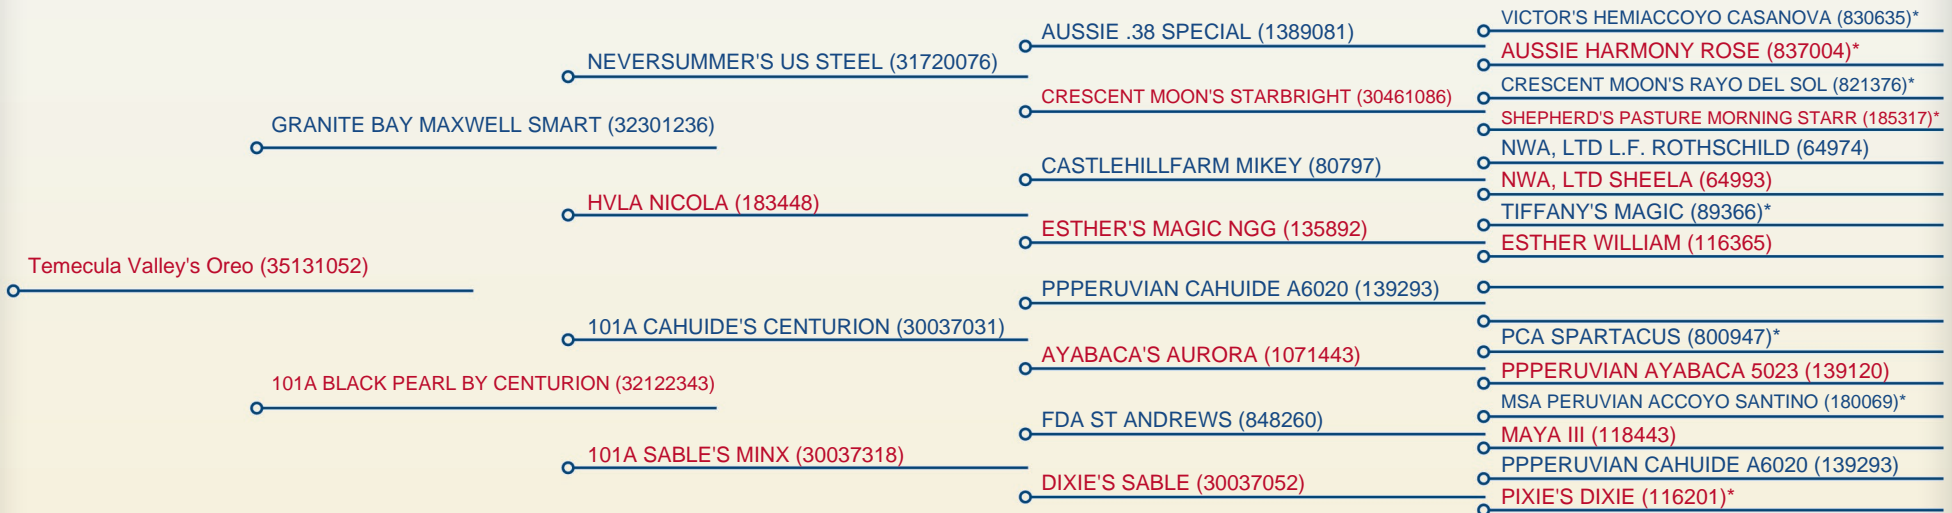 VICTOR'S HEMIACCOYO CASANOVA (830635)*
AUSSIE .38 SPECIAL (1389081)
AUSSIE HARMONY ROSE (837004)*
NEVERSUMMER'S US STEEL (31720076)
CRESCENT MOON'S RAYO DEL SOL (821376)*
CRESCENT MOON'S STARBRIGHT (30461086)
SHEPHERD'S PASTURE MORNING STARR (185317)*
GRANITE BAY MAXWELL SMART (32301236)
NWA, LTD L.F. ROTHSCHILD (64974)
CASTLEHILLFARM MIKEY (80797)
NWA, LTD SHEELA (64993)
HVLA NICOLA (183448)
TIFFANY'S MAGIC (89366)*
ESTHER'S MAGIC NGG (135892)
ESTHER WILLIAM (116365)
Temecula Valley's Oreo (35131052)
PPPERUVIAN CAHUIDE A6020 (139293)
101A CAHUIDE'S CENTURION (30037031)
PCA SPARTACUS (800947)*
AYABACA'S AURORA (1071443)
PPPERUVIAN AYABACA 5023 (139120)
101A BLACK PEARL BY CENTURION (32122343)
MSA PERUVIAN ACCOYO SANTINO (180069)*
FDA ST ANDREWS (848260)
MAYA III (118443)
101A SABLE'S MINX (30037318)
PPPERUVIAN CAHUIDE A6020 (139293)
DIXIE'S SABLE (30037052)
PIXIE'S DIXIE (116201)*